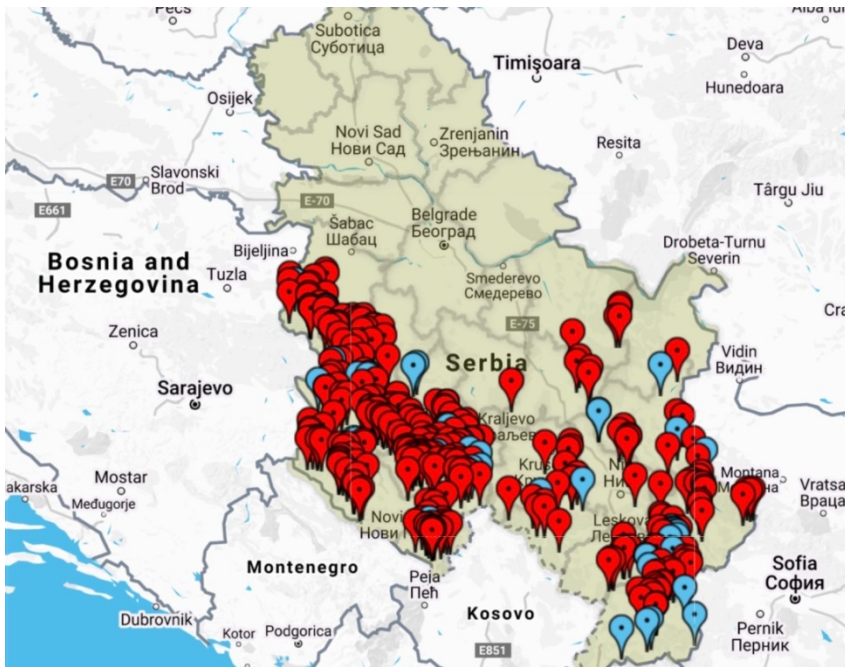 Pécs
Subotica
Суботица
Timişoara
Deva
Hunedoara
Osijek
Novi Sad
Нови Сад
Zrenjanin
Зрењанин
Resita
Slavonski
Brod
E70
E-70
E661
Târgu Jiu
Šabac
Шабац
Belgrade
Београд
Bijeljina
Drobeta-Turnu
Severin
Bosnia and
Herzegovina
Tuzla
Smederevo
Смедерево
E-75
Zenica
Serbia
Vidin
Видин
Sarajevo
Kraljevo
Mostar
Montana
Međugorje
Vratsa
Враца
Novi
Нови
Montenegro
Peja
Пећ
Sofia
София
Kosovo
Dubrovnik
Pernik
Перник
Kotor
Podgorica
E851